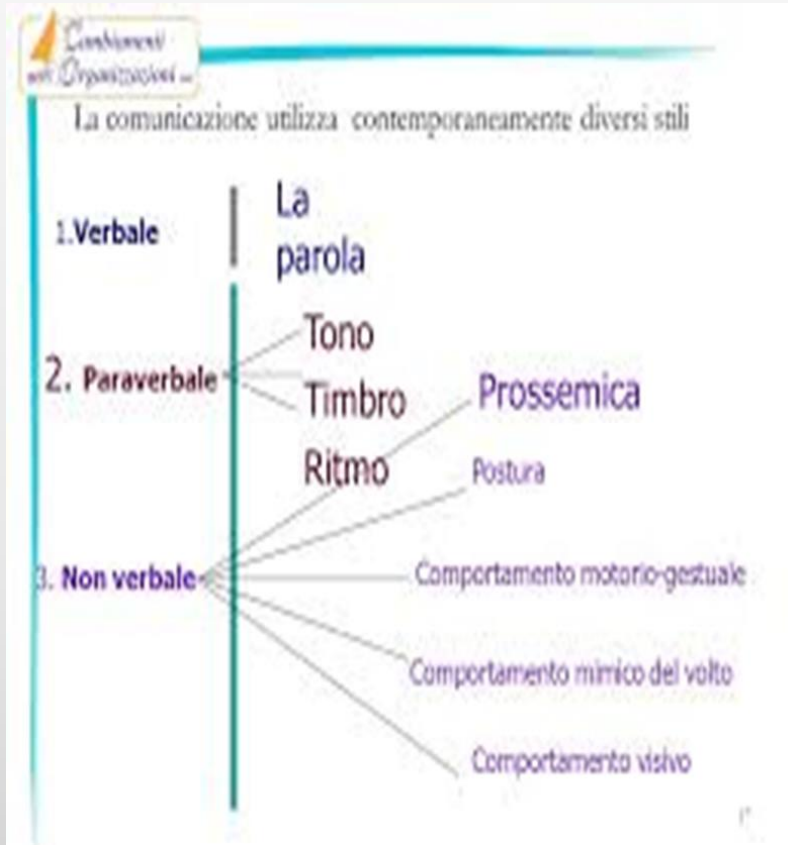 Cambiamenti
Organizzazioni
La comunicazione utilizza contemporaneamente diversi stili
1.Verbale
La
parola
2. Paraverbale
Tono
Timbro
Ritmo
3. Non verbale
Prossemica
Postura
Comportamento motorio-gestuale
Comportamento mimico del volto
Comportamento visivo